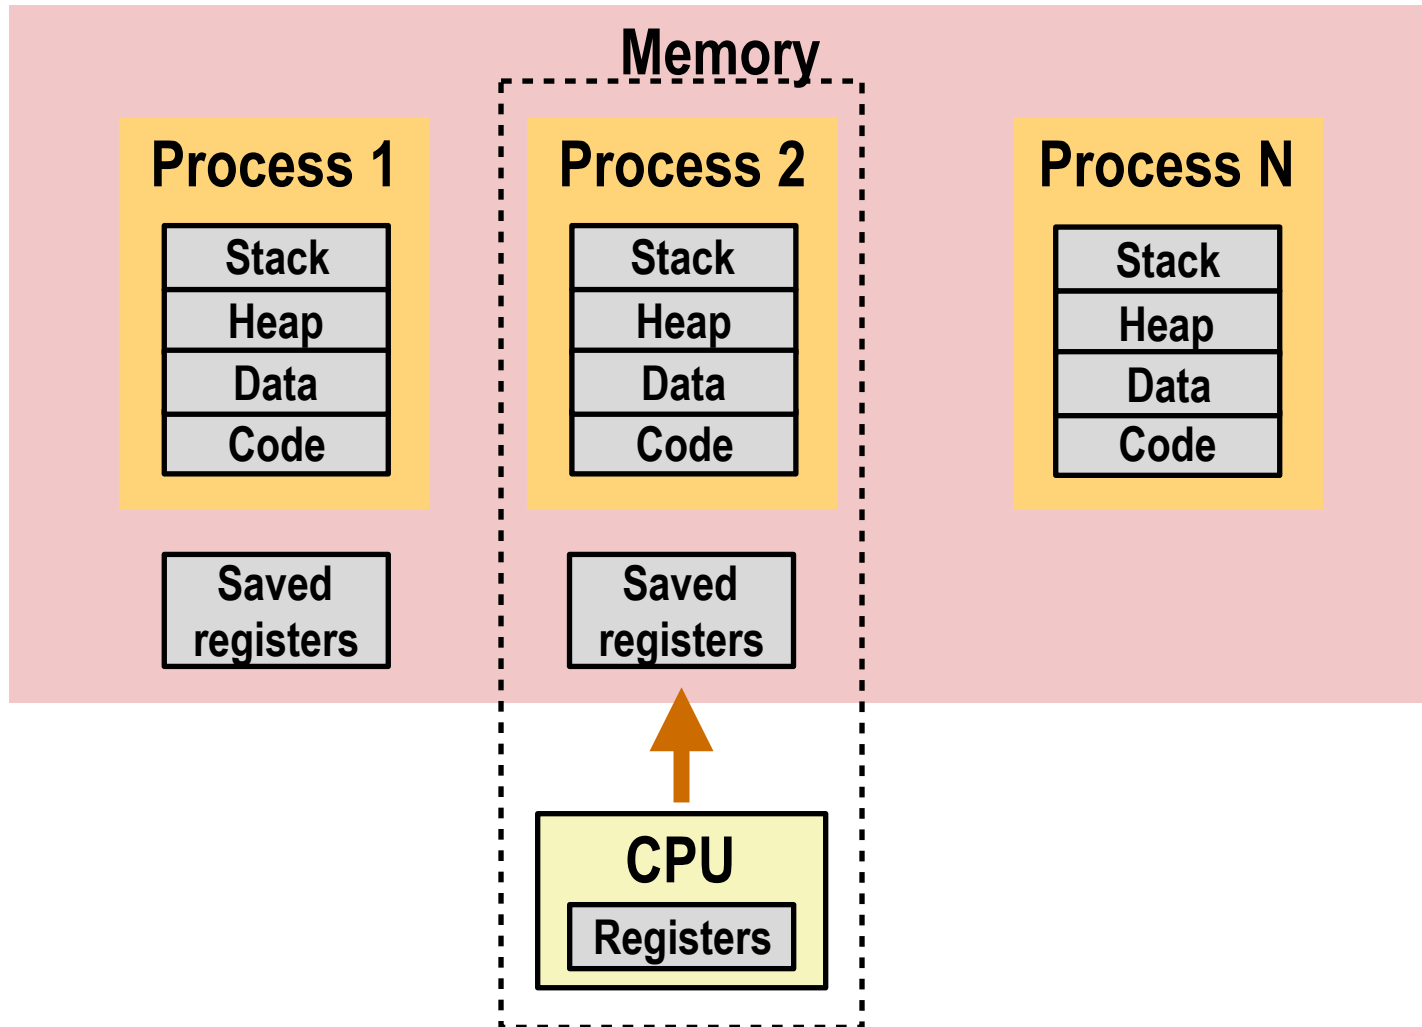 Memory
Process 1
Stack
Heap
Data
Code
Saved
registers
Process 2
Stack
Heap
Data
Code
Saved
registers
Process N
Stack
Heap
Data
Code
CPU
Registers